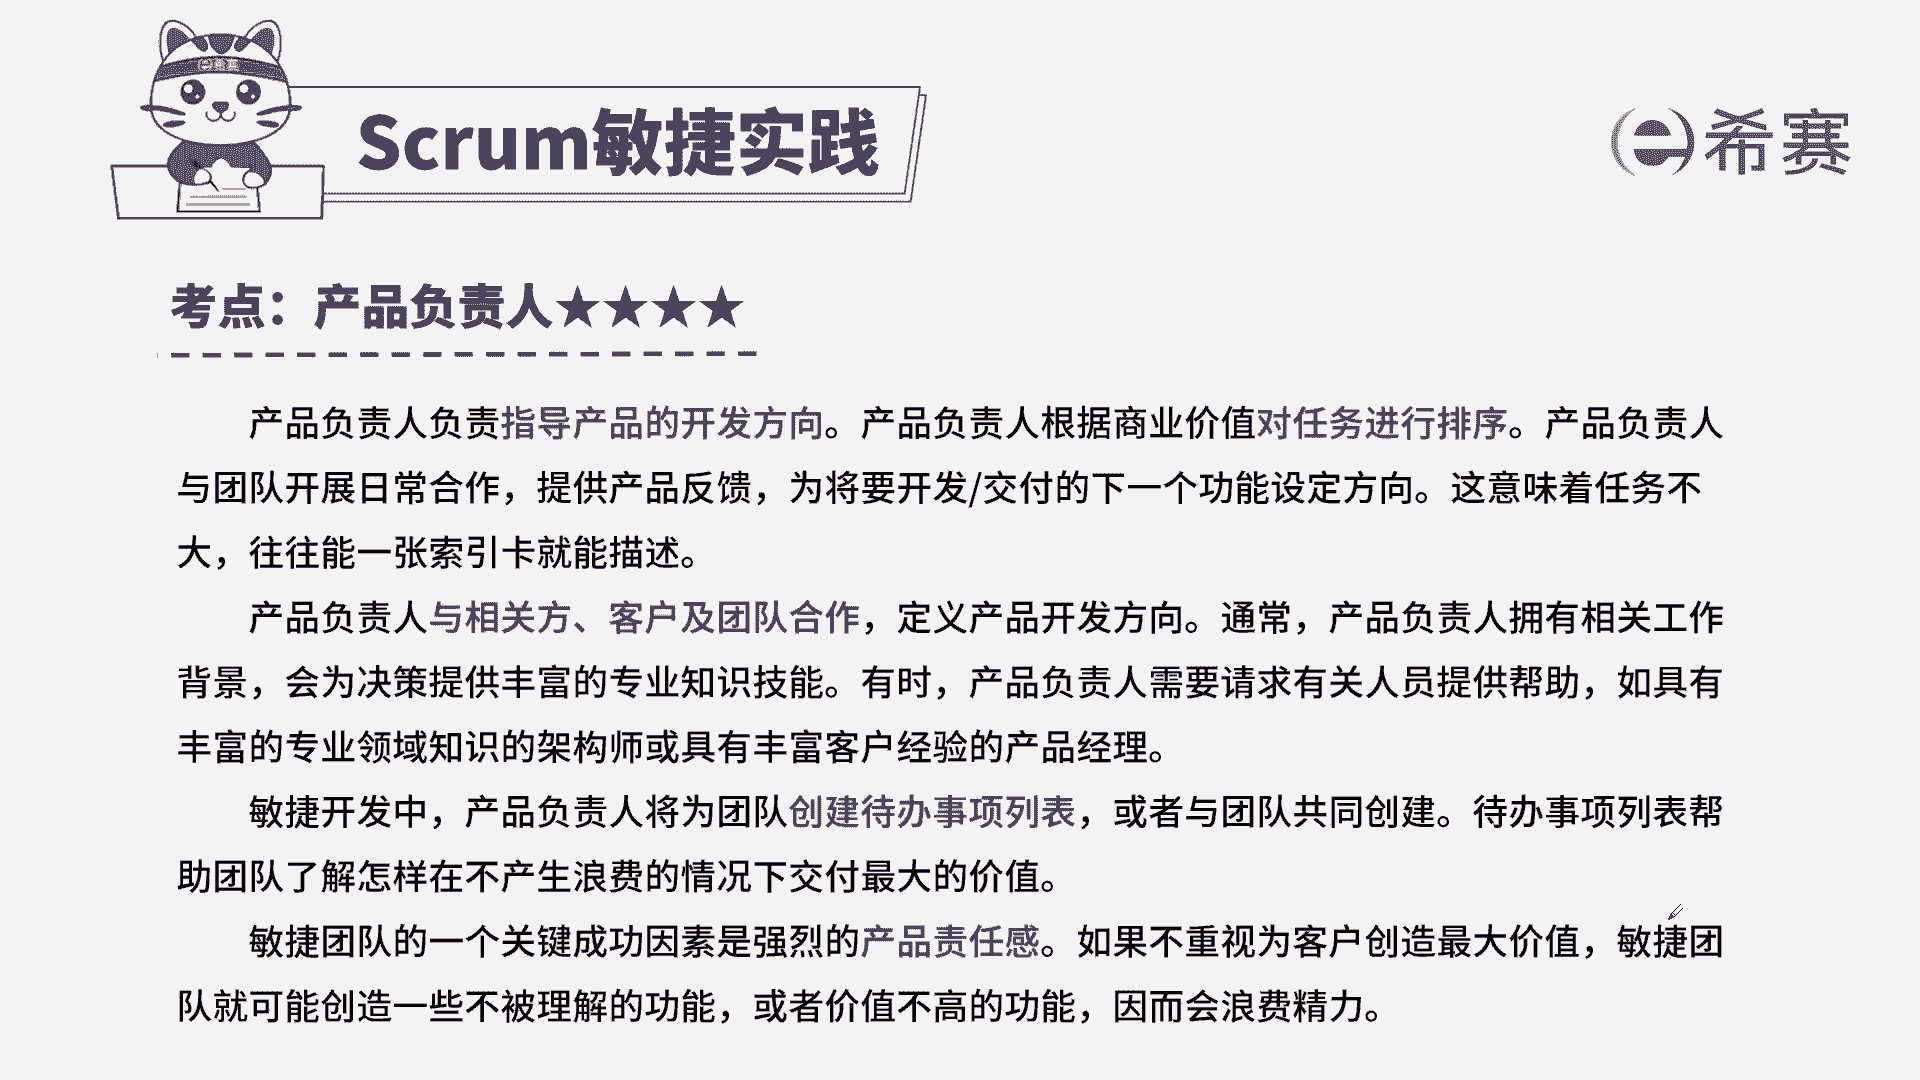 Scrum敏捷实践
希赛
考点：产品负责人★★★★
产品负责人负责指导产品的开发方向。产品负责人根据商业价值对任务进行排序。产品负责人
与团队开展日常合作，提供产品反馈，为将要开发/交付的下一个功能设定方向。这意味着任务不
大，往往能一张索引卡就能描述。
产品负责人与相关方、客户及团队合作，定义产品开发方向。通常，产品负责人拥有相关工作
背景，会为决策提供丰富的专业知识技能。有时，产品负责人需要请求有关人员提供帮助，如具有
丰富的专业领域知识的架构师或具有丰富客户经验的产品经理。
敏捷开发中，产品负责人将为团队创建待办事项列表，或者与团队共同创建。待办事项列表帮
助团队了解怎样在不产生浪费的情况下交付最大的价值。
敏捷团队的一个关键成功因素是强烈的产品责任感。如果不重视为客户创造最大价值，敏捷团
队就可能创造一些不被理解的功能，或者价值不高的功能，因而会浪费精力。